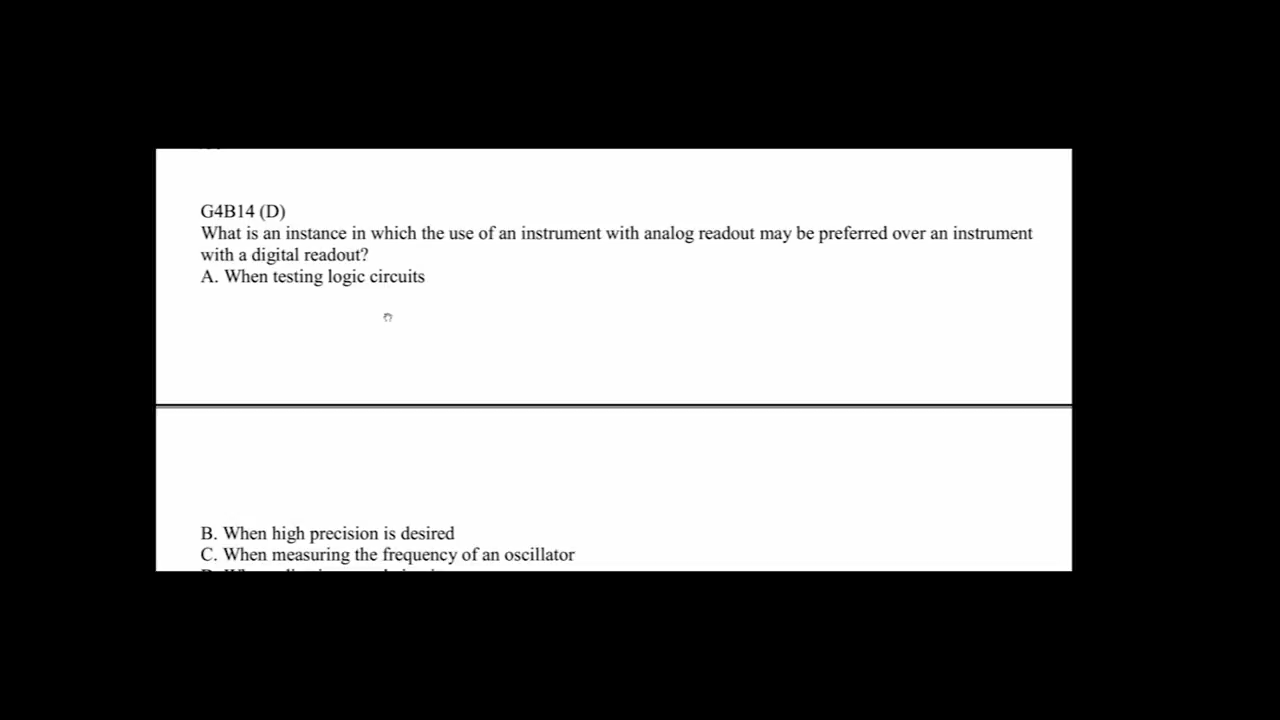 G4B14 (D)
What is an instance in which the use of an instrument with analog readout may be preferred over an instrument
with a digital readout?
A. When testing logic circuits
B. When high precision is desired
C. When measuring the frequency of an oscillator